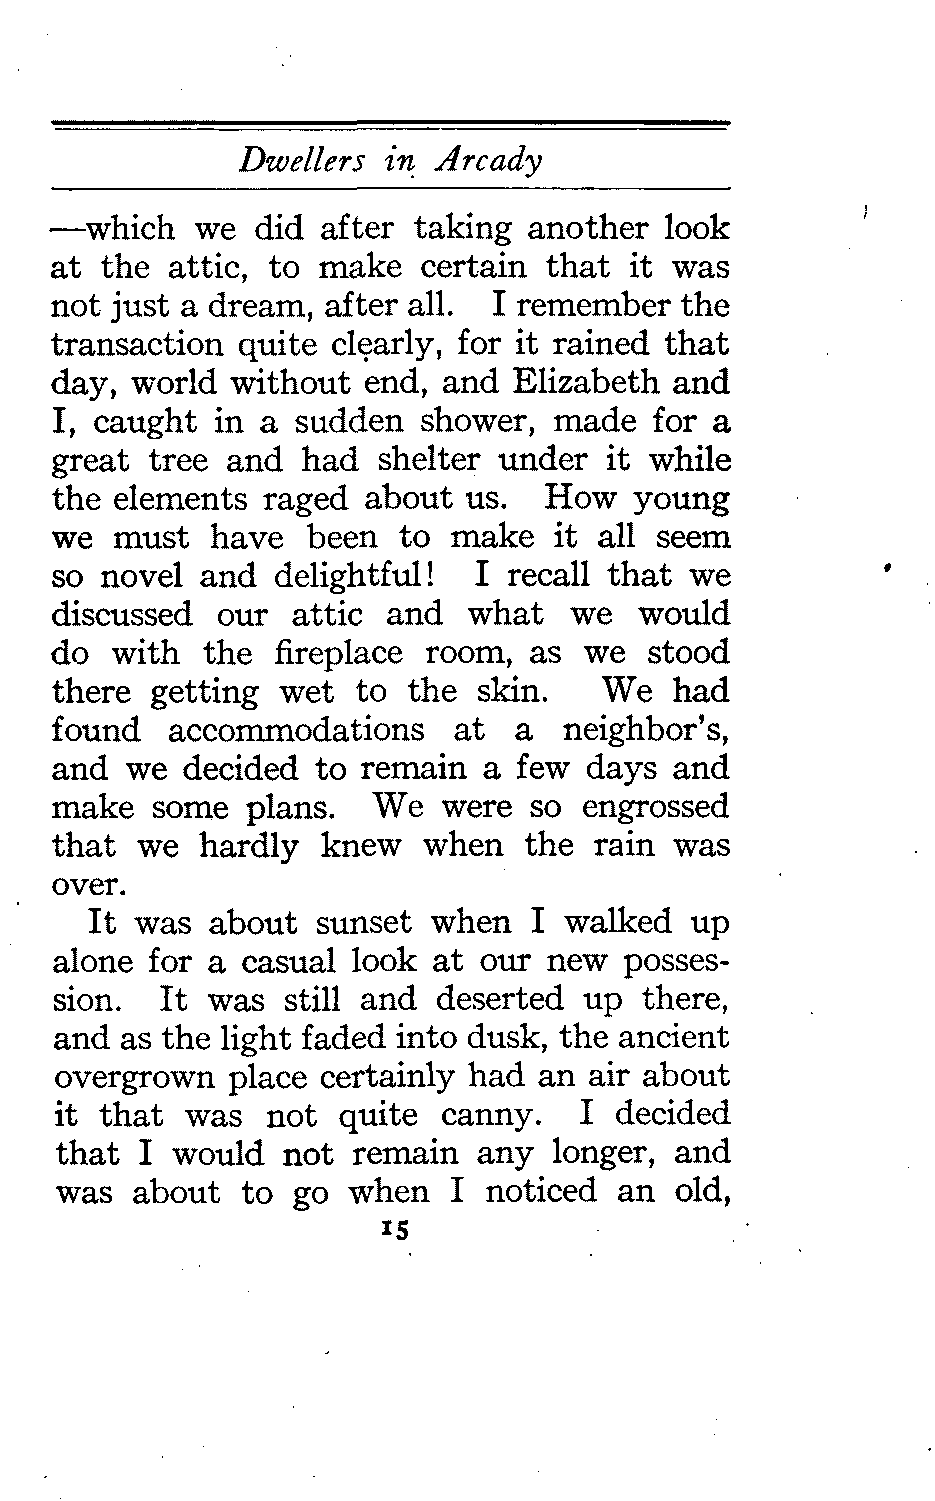 Dwellers in Arcady
—which we did after taking another look
at the attic, to make certain that it was
not just a dream, after all. I remember the
transaction quite clearly, for it rained that
day, world without end, and Elizabeth and
I, caught in a sudden shower, made for a
great tree and had shelter under it while
the elements raged about us. How young
we must have been to make it all seem
so novel and delightful! I recall that we
discussed our attic and what we would
do with the fireplace room, as we stood
there getting wet to the skin. We had
found accommodations at a neighbor's,
and we decided to remain a few days and
make some plans. We were so engrossed
that we hardly knew when the rain was
over.
It was about sunset when I walked up
alone for a casual look at our new posses-
sion. It was still and deserted up there,
and as the light faded into dusk, the ancient
overgrown place certainly had an air about
it that was not quite canny. I decided
that I would not remain any longer, and
was about to go when I noticed an old,
15